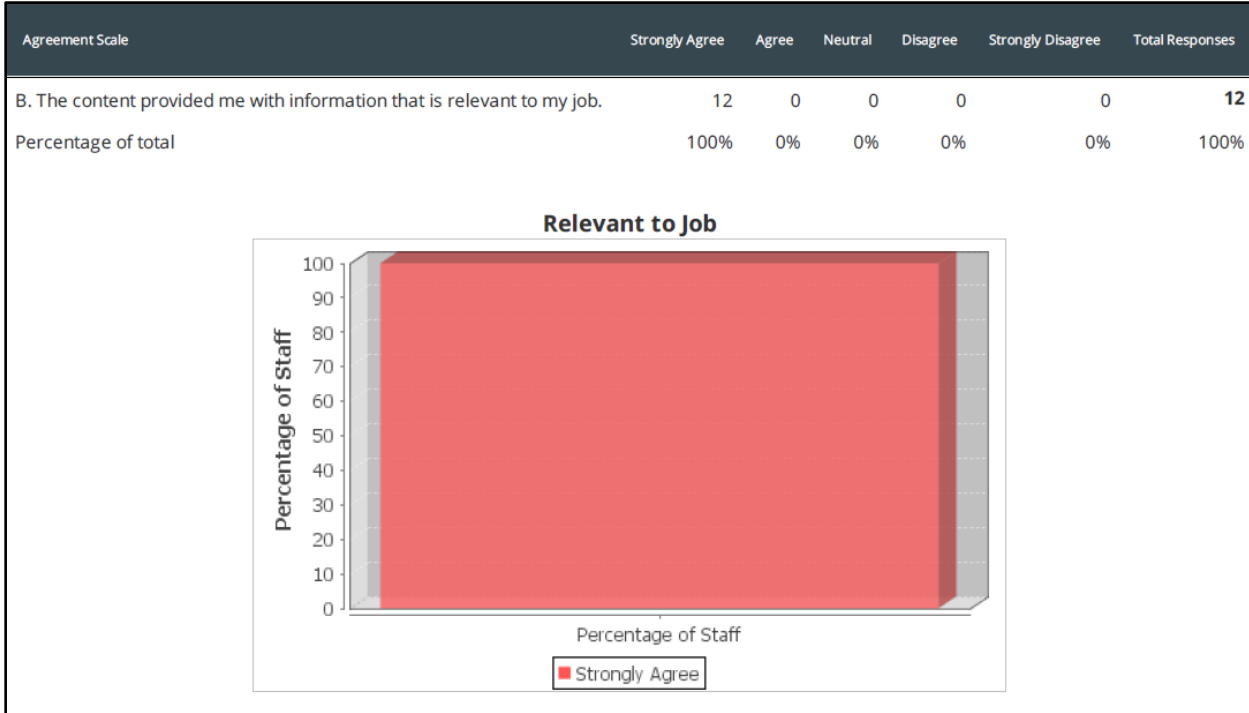 Agreement Scale Strongly Agree Agree Neutral Disagree Strongly Disagree Total Responses
B. The content provided me with information that is relevant to my job. 12 0 0 0 0 12
Percentage of total 100% 0% 0% 0% 0% 100%
Relevant to Job
Percentage of Staff
100
90
80
70
60
50
40
30
20
10
0
Percentage of Staff
Strongly Agree